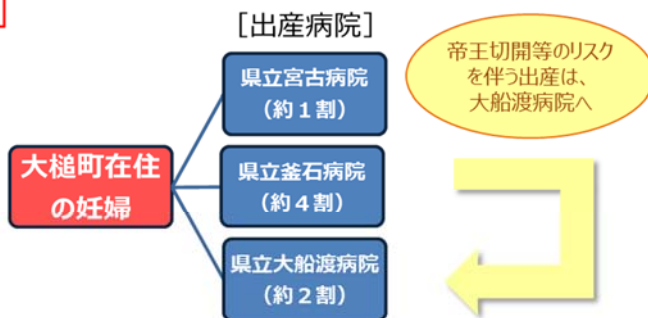 ［出産病院］
帝王切開等のリスク
を伴う出産は、
大船渡病院へ
県立宮古病院
（約１割）
大槌町在住
の妊婦
県立釜石病院
（約４割）
県立大船渡病院
（約２割）